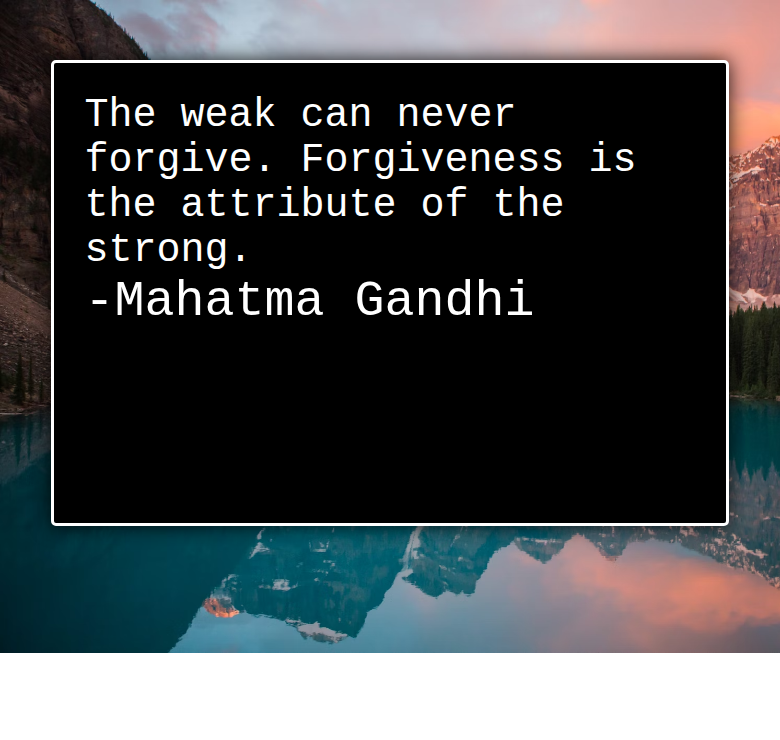 The weak can never
forgive. Forgiveness is
the attribute of the
strong.
-Mahatma Gandhi